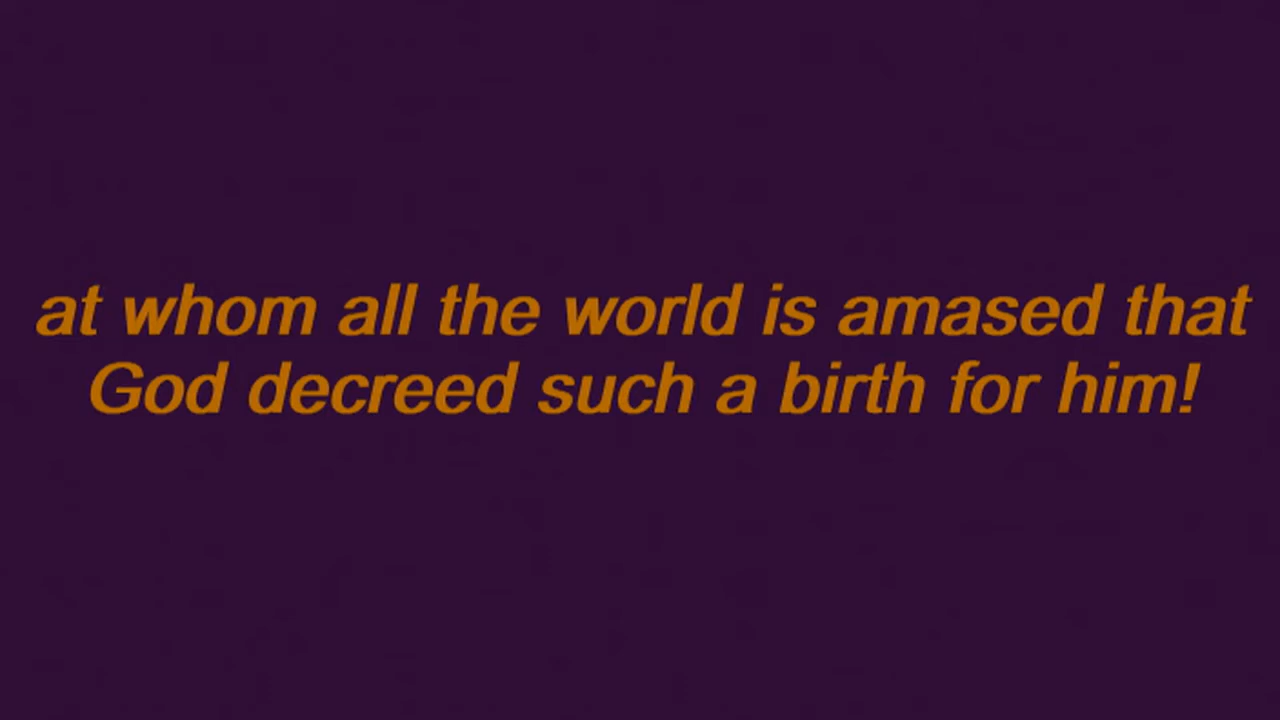 at whom all the world is amased that
God decreed such a birth for him!